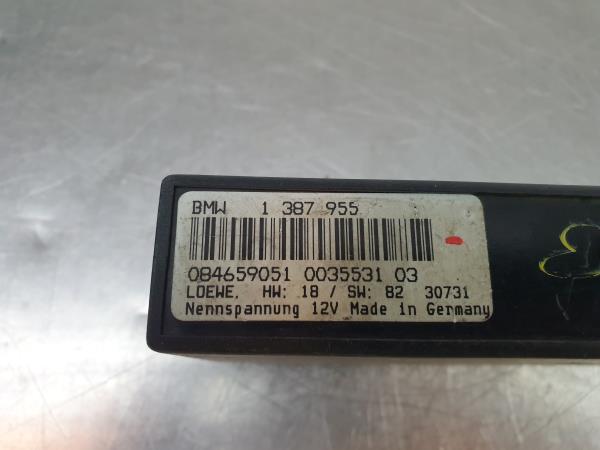 BMW 1 387 955
084659051 0035531 03
LOEWE, HW: 18 / SW: 82 30731
Nennspannung 12V Made in Germany